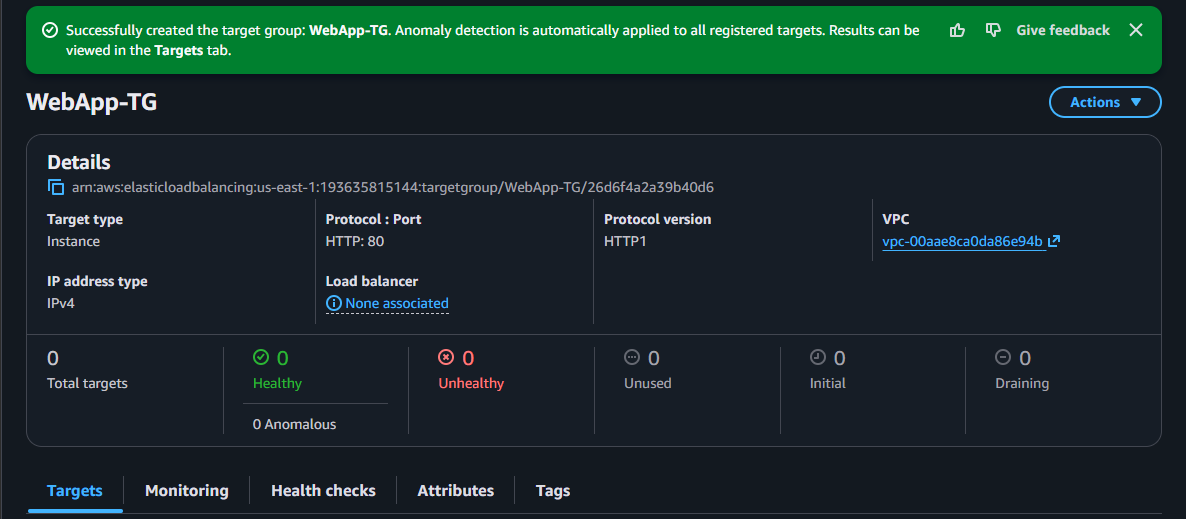 Successfully created the target group: WebApp-TG. Anomaly detection is automatically applied to all registered targets. Results can be
viewed in the Targets tab.
Give feedback
WebApp-TG
Actions
Details
arn:aws:elasticloadbalancing:us-east-1:193635815144:targetgroup/WebApp-TG/26d6f4a2a39b40d6
Target type
Instance
Protocol : Port
HTTP: 80
Protocol version
HTTP1
VPC
vpc-00aae8ca0da86e94b
IP address type
IPv4
Load balancer
None associated
0
Total targets
0
Healthy
0 Anomalous
0
Unhealthy
0
Unused
0
Initial
0
Draining
Targets
Monitoring
Health checks
Attributes
Tags